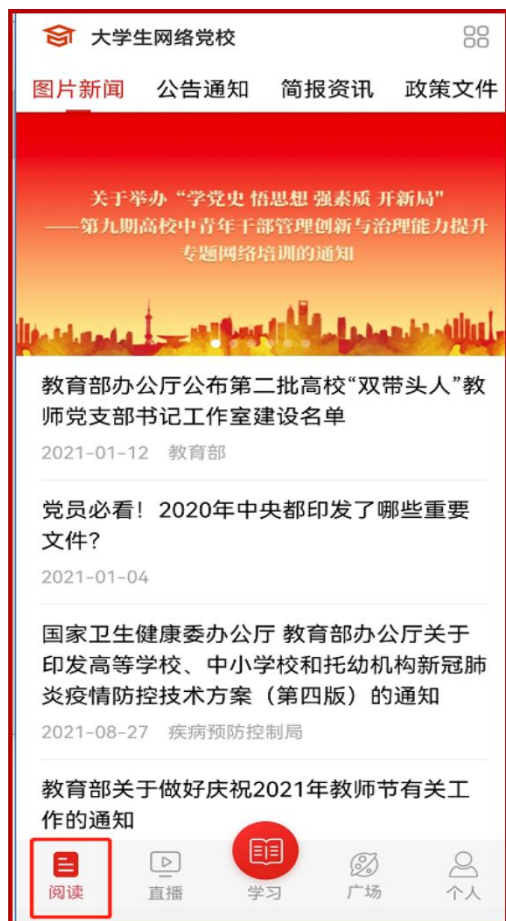 大学生网络党校
图片新闻 公告通知 简报资讯 政策文件
关于举办“学党史 悟思想 强素质 开新局”
——第九期高校中青年干部管理创新与治理能力提升
专题网络培训的通知
教育部办公厅公布第二批高校“双带头人”教
师党支部书记工作室建设名单
2021-01-12 教育部
党员必看！2020年中央都印发了哪些重要
文件？
2021-01-04
国家卫生健康委办公厅 教育部办公厅关于
印发高等学校、中小学校和托幼机构新冠肺
炎疫情防控技术方案（第四版）的通知
2021-08-27 疾病预防控制局
教育部关于做好庆祝2021年教师节有关工
作的通知
阅读 直播 学习 广场 个人